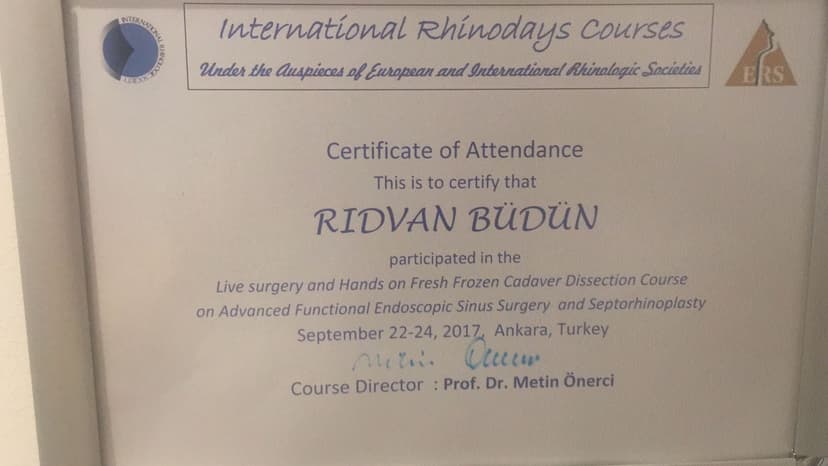 International Rhinodays Courses
Under the Auspieces of European and International Rhinologic Societies
ERS
Certificate of Attendance
This is to certify that
RIDVAN BÜDÜN
participated in the
Live surgery and Hands on Fresh Frozen Cadaver Dissection Course
on Advanced Functional Endoscopic Sinus Surgery and Septorhinoplasty
September 22-24, 2017, Ankara, Turkey
Course Director : Prof. Dr. Metin Önerci